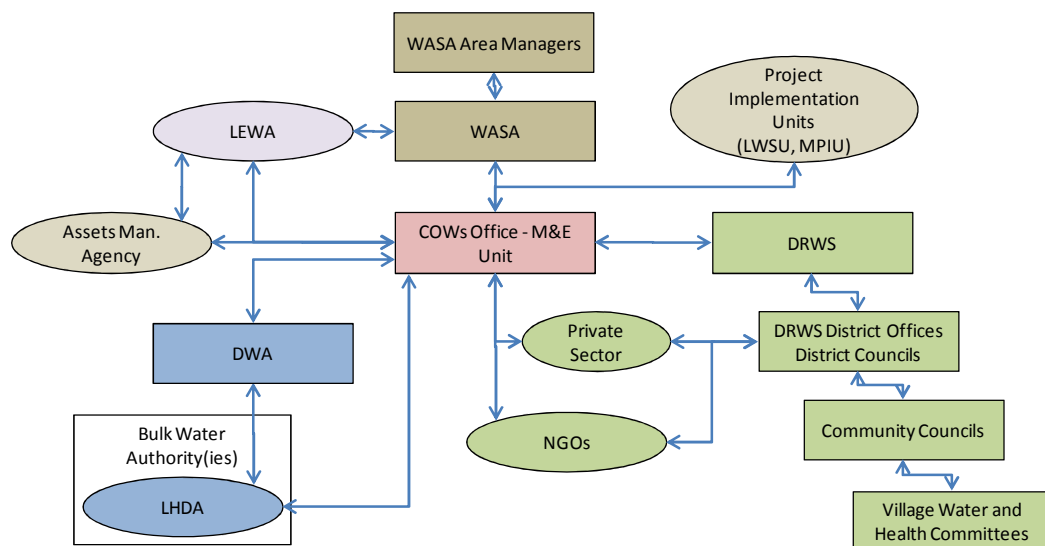 WASA Area Managers
Project
Implementation
Units
(LWSU, MPIU)
LEWA
WASA
Assets Man.
Agency
COWs Office - M&E
Unit
DRWS
DWA
Private
Sector
DRWS District Offices
District Councils
Bulk Water
Authority(ies)
NGOs
Community Councils
LHDA
Village Water and
Health Committees